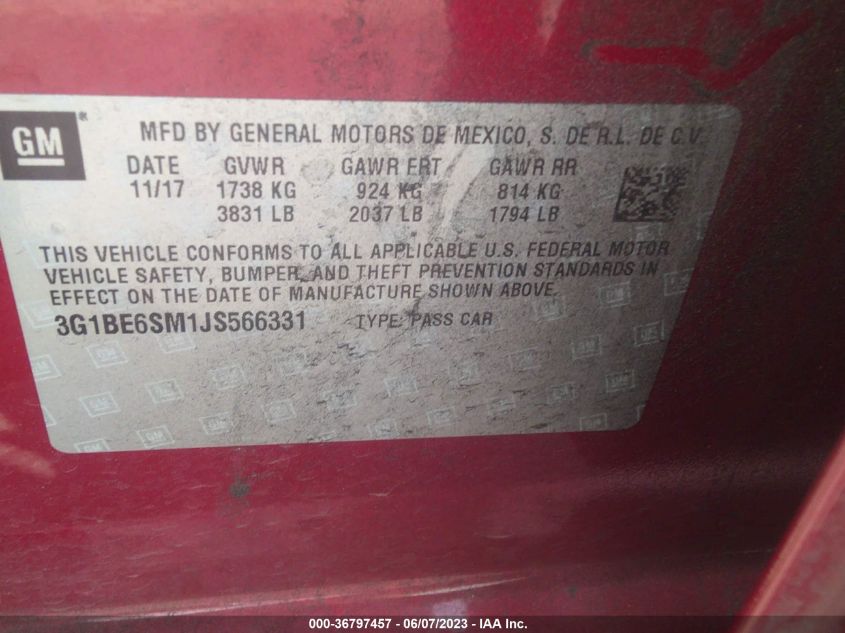 GM
MFD BY GENERAL MOTORS DE MEXICO, S. DE R.L. DE C.V.
DATE GVWR GAWR FRT GAWR RR
11/17 1738 KG 924 KG 814 KG
3831 LB 2037 LB 1794 LB
THIS VEHICLE CONFORMS TO ALL APPLICABLE U.S. FEDERAL MOTOR
VEHICLE SAFETY, BUMPER, AND THEFT PREVENTION STANDARDS IN
EFFECT ON THE DATE OF MANUFACTURE SHOWN ABOVE.
3G1BE6SM1JS566331 TYPE: PASS CAR
000-36797457 - 06/07/2023 - IAA Inc.